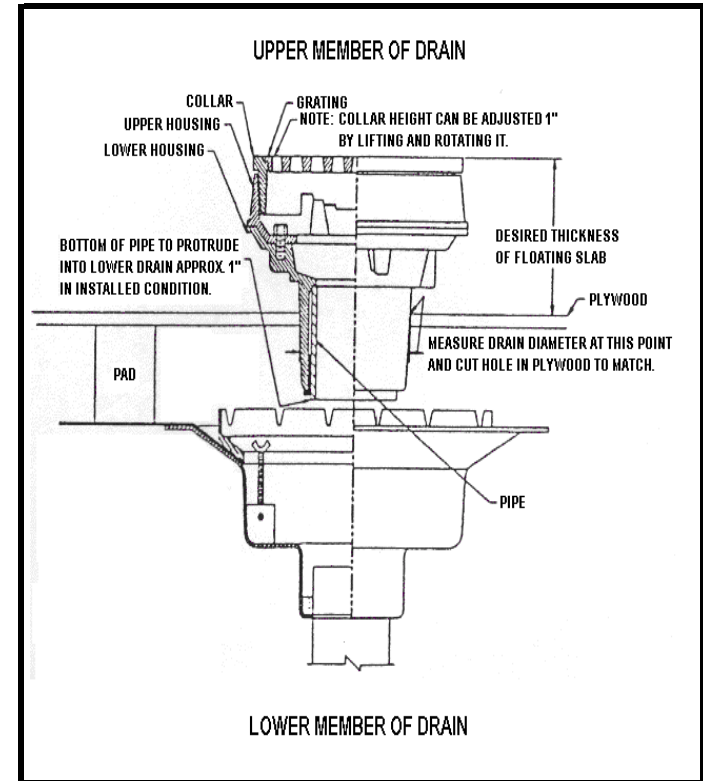 UPPER MEMBER OF DRAIN
COLLAR
GRATING
NOTE: COLLAR HEIGHT CAN BE ADJUSTED 1"
BY LIFTING AND ROTATING IT.
UPPER HOUSING
LOWER HOUSING
BOTTOM OF PIPE TO PROTRUDE
INTO LOWER DRAIN APPROX. 1"
IN INSTALLED CONDITION.
DESIRED THICKNESS
OF FLOATING SLAB
PLYWOOD
MEASURE DRAIN DIAMETER AT THIS POINT
AND CUT HOLE IN PLYWOOD TO MATCH.
PAD
PIPE
LOWER MEMBER OF DRAIN